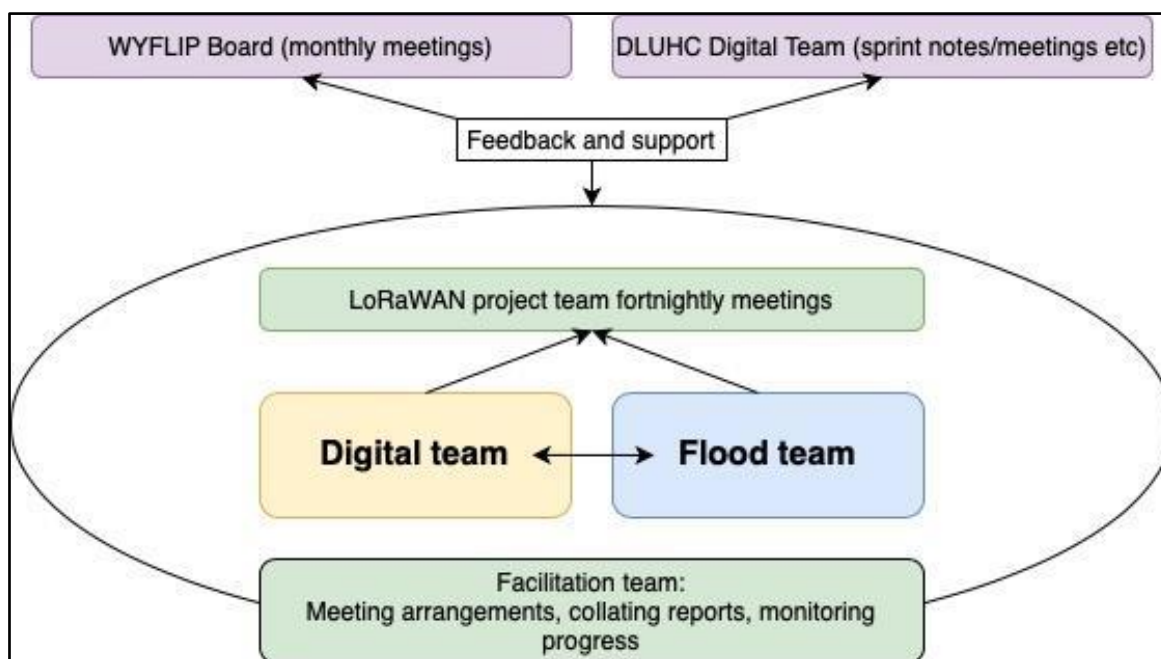 WYFLIP Board (monthly meetings)
DLUHC Digital Team (sprint notes/meetings etc)
Feedback and support
LoRaWAN project team fortnightly meetings
Digital team
Flood team
Facilitation team:
Meeting arrangements, collating reports, monitoring
progress